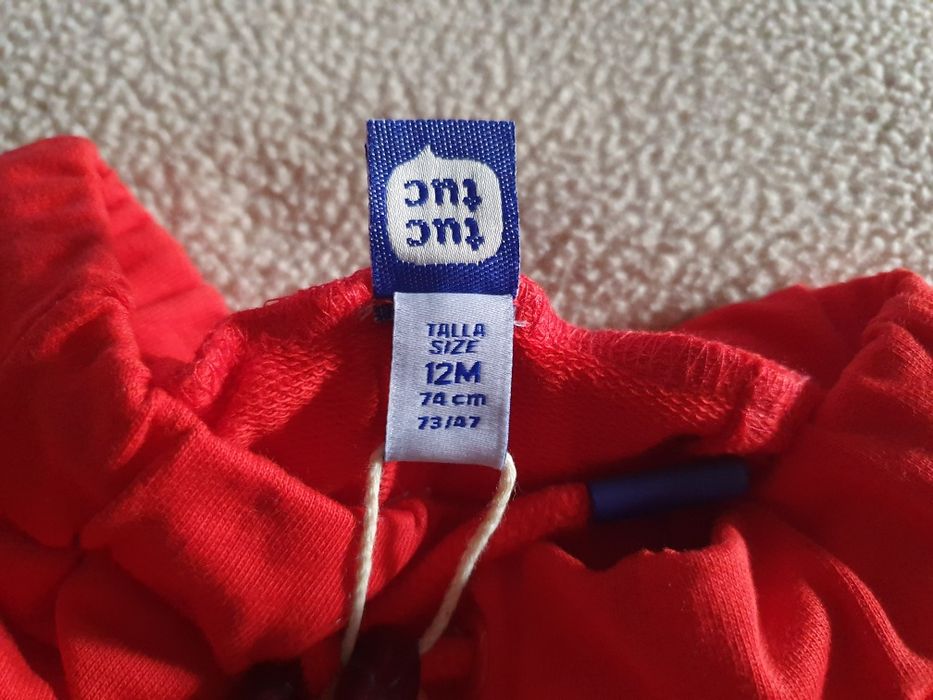 tuc
tuc
TALLA
SIZE
12M
74 cm
73/47